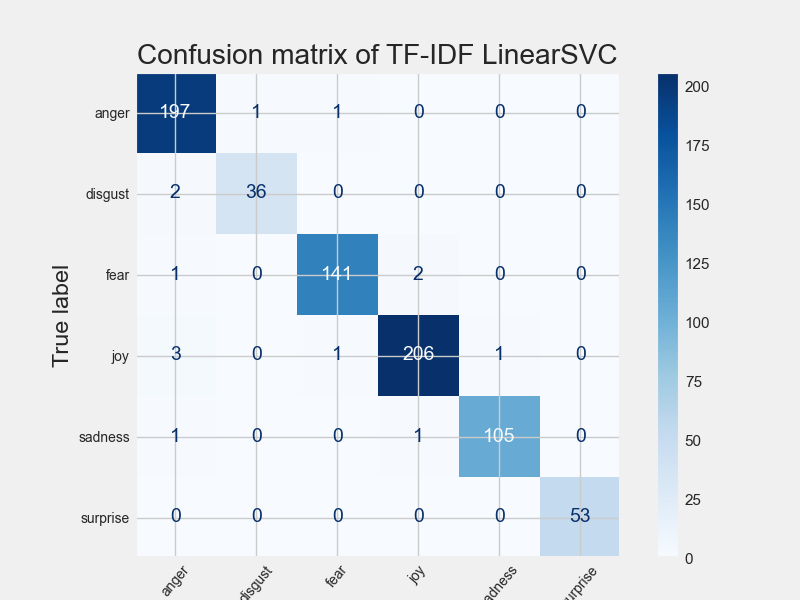 Confusion matrix of TF-IDF LinearSVC
True label
anger 197 1 1 0 0 0
disgust 2 36 0 0 0 0
fear 1 0 141 2 0 0
joy 3 0 1 206 1 0
sadness 1 0 0 1 105 0
surprise 0 0 0 0 0 53
anger disgust fear joy adness urprise
200
175
150
125
100
75
50
25
0